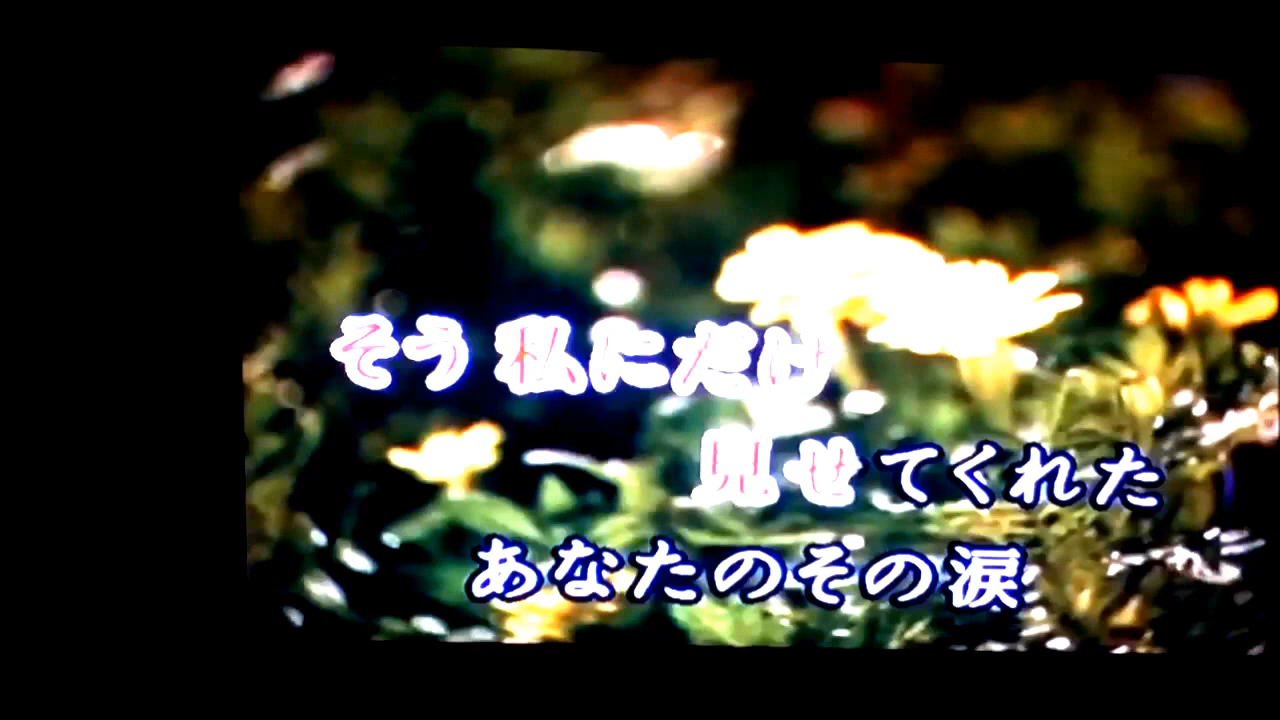 そう 私にだけ
見せてくれた
あなたのその涙